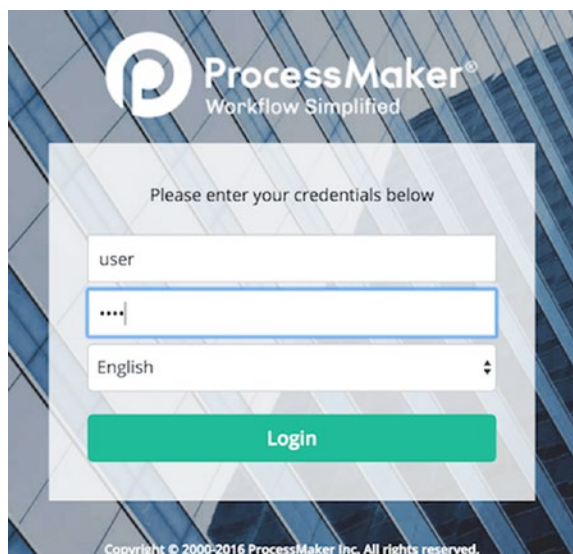 ProcessMaker®
Workflow Simplified
Please enter your credentials below
user
••••
English
Login
Copyright © 2000-2016 ProcessMaker Inc. All rights reserved.